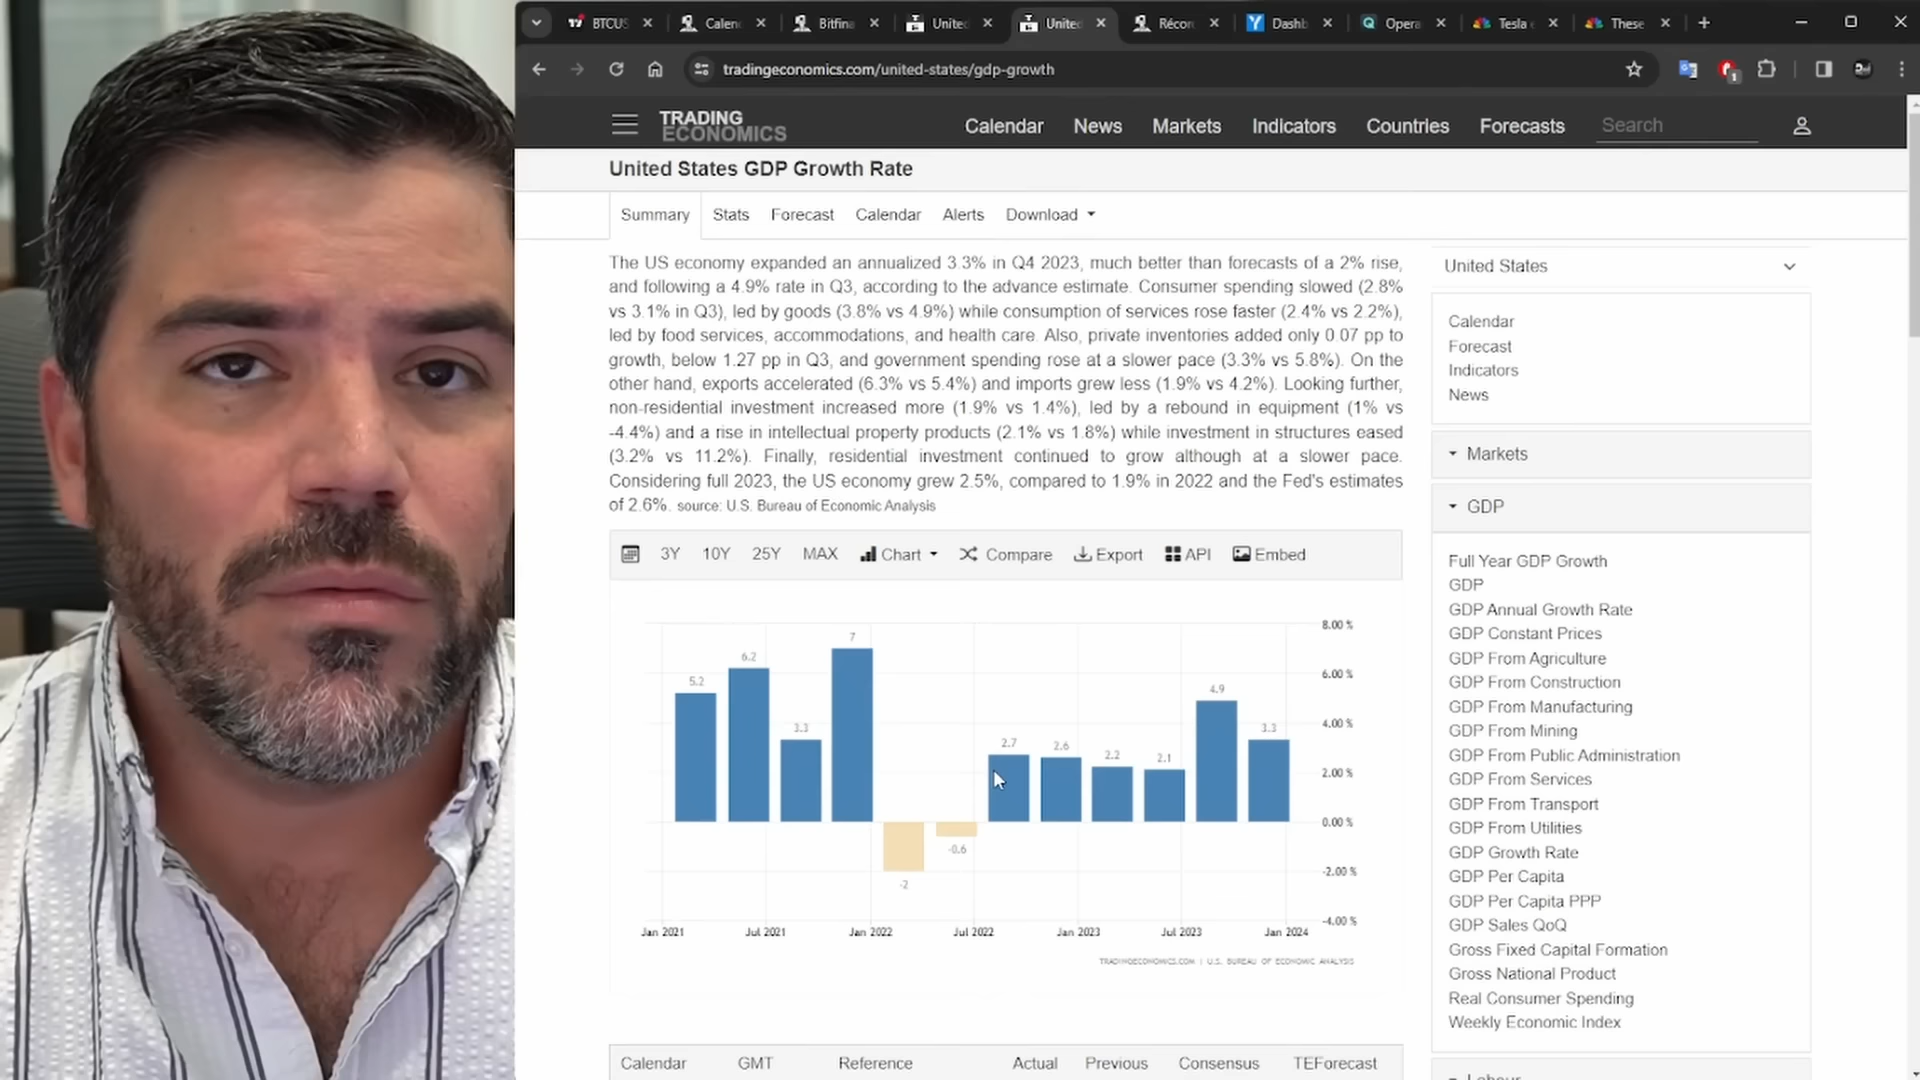 BTCUS
Calen
Bitfina
United
United
Récor
Dashb
Opera
Tesla
These
tradingeconomics.com/united-states/gdp-growth
1
TRADING
ECONOMICS
Calendar News Markets Indicators Countries Forecasts Search
United States GDP Growth Rate
Summary Stats Forecast Calendar Alerts Download
The US economy expanded an annualized 3.3% in Q4 2023, much better than forecasts of a 2% rise,
and following a 4.9% rate in Q3, according to the advance estimate. Consumer spending slowed (2.8%
vs 3.1% in Q3), led by goods (3.8% vs 4.9%) while consumption of services rose faster (2.4% vs 2.2%),
led by food services, accommodations, and health care. Also, private inventories added only 0.07 pp to
growth, below 1.27 pp in Q3, and government spending rose at a slower pace (3.3% vs 5.8%). On the
other hand, exports accelerated (6.3% vs 5.4%) and imports grew less (1.9% vs 4.2%). Looking further,
non-residential investment increased more (1.9% vs 1.4%), led by a rebound in equipment (1% vs
-4.4%) and a rise in intellectual property products (2.1% vs 1.8%) while investment in structures eased
(3.2% vs 11.2%). Finally, residential investment continued to grow although at a slower pace.
Considering full 2023, the US economy grew 2.5%, compared to 1.9% in 2022 and the Fed's estimates
of 2.6%. source: U.S. Bureau of Economic Analysis
3Y 10Y 25Y MAX Chart Compare Export API Embed
8.00 %
6.00 %
4.00 %
2.00 %
0.00 %
-2.00 %
-4.00 %
5.2
6.2
3.3
7
-2
-0.6
2.7
2.6
2.2
2.1
4.9
3.3
Jan 2021 Jul 2021 Jan 2022 Jul 2022 Jan 2023 Jul 2023 Jan 2024
TRADINGECONOMICS.COM | U.S. BUREAU OF ECONOMIC ANALYSIS
Calendar GMT Reference Actual Previous Consensus TEForecast
United States
Calendar
Forecast
Indicators
News
Markets
GDP
Full Year GDP Growth
GDP
GDP Annual Growth Rate
GDP Constant Prices
GDP From Agriculture
GDP From Construction
GDP From Manufacturing
GDP From Mining
GDP From Public Administration
GDP From Services
GDP From Transport
GDP From Utilities
GDP Growth Rate
GDP Per Capita
GDP Per Capita PPP
GDP Sales QoQ
Gross Fixed Capital Formation
Gross National Product
Real Consumer Spending
Weekly Economic Index
Labour